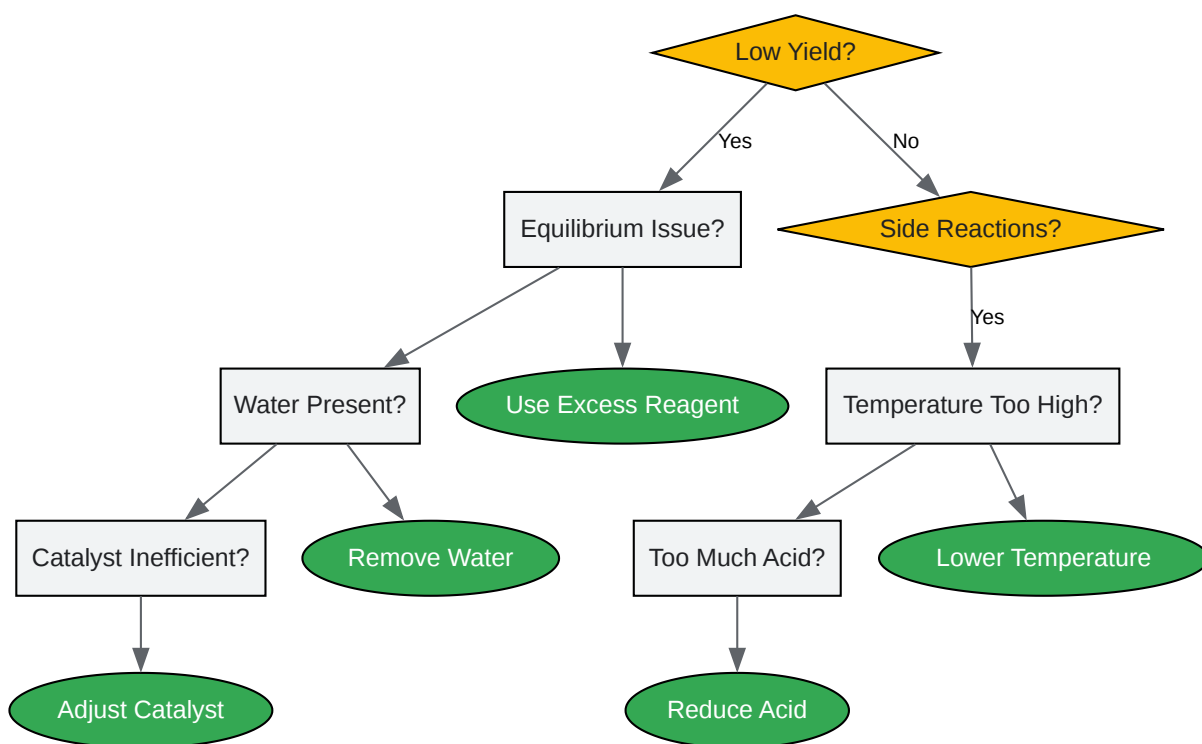 Low Yield?
Yes
No
Equilibrium Issue?
Side Reactions?
Yes
Water Present?
Use Excess Reagent
Temperature Too High?
Catalyst Inefficient?
Remove Water
Too Much Acid?
Lower Temperature
Adjust Catalyst
Reduce Acid